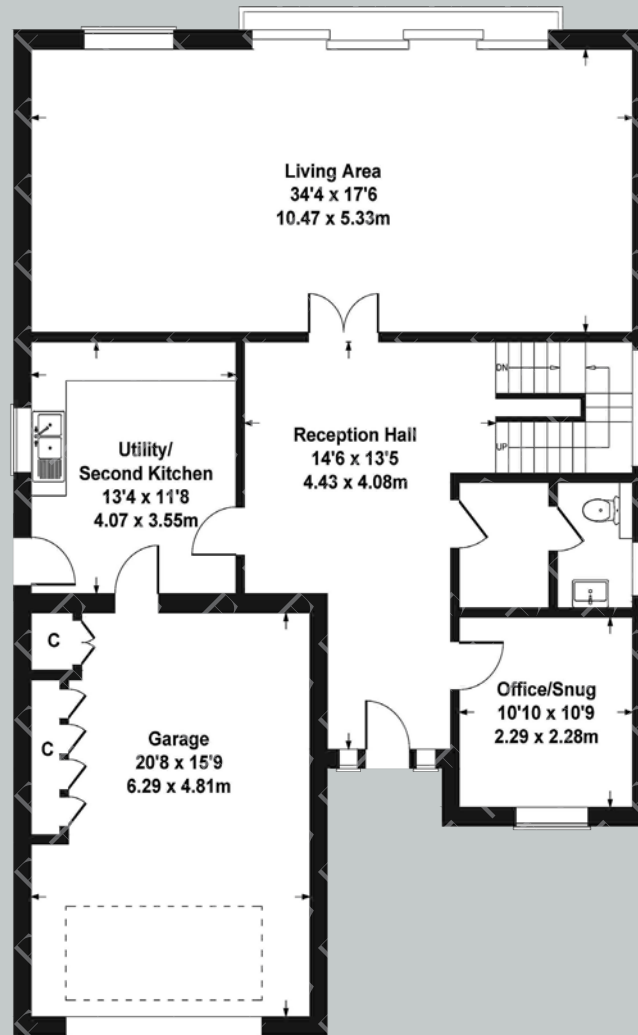 Living Area
34'4 x 17'6
10.47 x 5.33m
DN
UP
Reception Hall
14'6 x 13'5
4.43 x 4.08m
Utility/
Second Kitchen
13'4 x 11'8
4.07 x 3.55m
C
C
Garage
20'8 x 15'9
6.29 x 4.81m
Office/Snug
10'10 x 10'9
2.29 x 2.28m